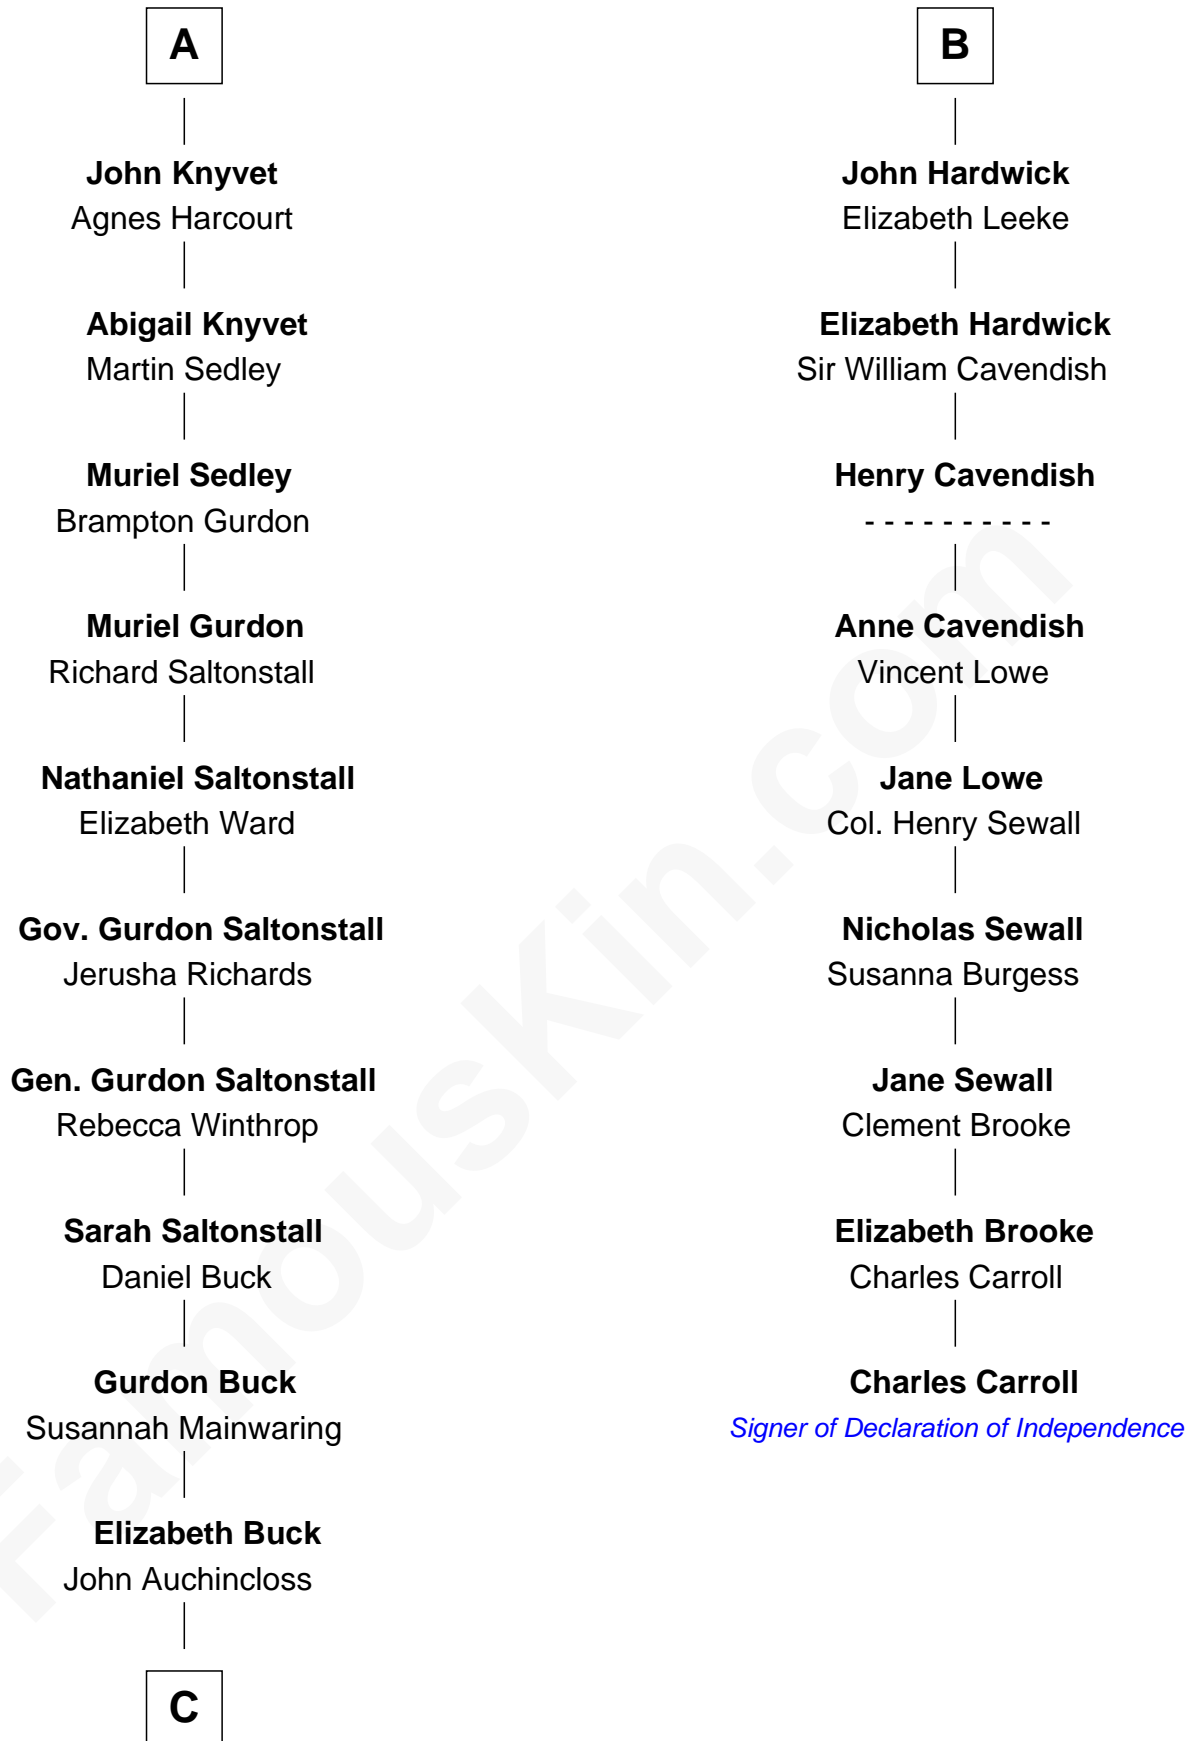 A
John Knyvet
Agnes Harcourt
Abigail Knyvet
Martin Sedley
Muriel Sedley
Brampton Gurdon
Muriel Gurdon
Richard Saltonstall
Nathaniel Saltonstall
Elizabeth Ward
Gov. Gurdon Saltonstall
Jerusha Richards
Gen. Gurdon Saltonstall
Rebecca Winthrop
Sarah Saltonstall
Daniel Buck
Gurdon Buck
Susannah Mainwaring
Elizabeth Buck
John Auchincloss
C
B
John Hardwick
Elizabeth Leeke
Elizabeth Hardwick
Sir William Cavendish
Henry Cavendish
- - - - - - - - - -
Anne Cavendish
Vincent Lowe
Jane Lowe
Col. Henry Sewall
Nicholas Sewall
Susanna Burgess
Jane Sewall
Clement Brooke
Elizabeth Brooke
Charles Carroll
Charles Carroll
Signer of Declaration of Independence
FamousKin.com